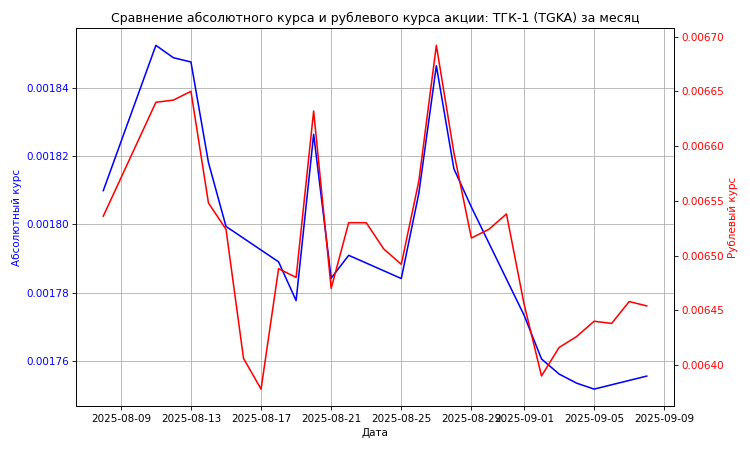 Сравнение абсолютного курса и рублевого курса акции: ТГК-1 (TGKA) за месяц
0.00184
0.00182
0.00180
0.00178
0.00176
Абсолютный курс
0.00670
0.00665
0.00660
0.00655
0.00650
0.00645
0.00640
Рублевый курс
2025-08-09 2025-08-13 2025-08-17 2025-08-21 2025-08-25 2025-08-29 2025-09-01 2025-09-05 2025-09-09
Дата